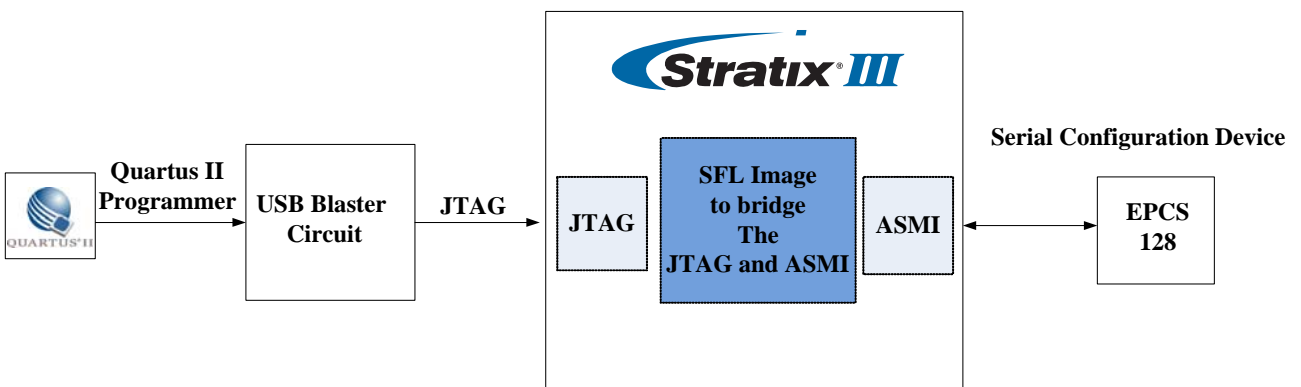 Stratix® III
Serial Configuration Device
Quartus II
Programmer
QUARTUS® II
USB Blaster
Circuit
JTAG
JTAG
SFL Image
to bridge
The
JTAG and ASMI
ASMI
EPCS
128